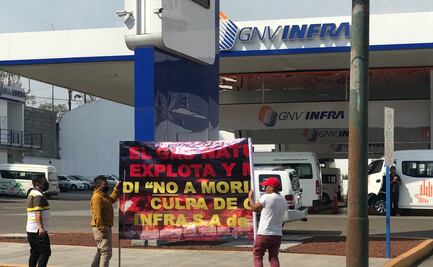 GNV INFRA
GNV INFRA
GNV INFRA
EL GAS NAT
EXPLOTA Y
DI "NO A MORI
CULPA DE
INFRA S.A de